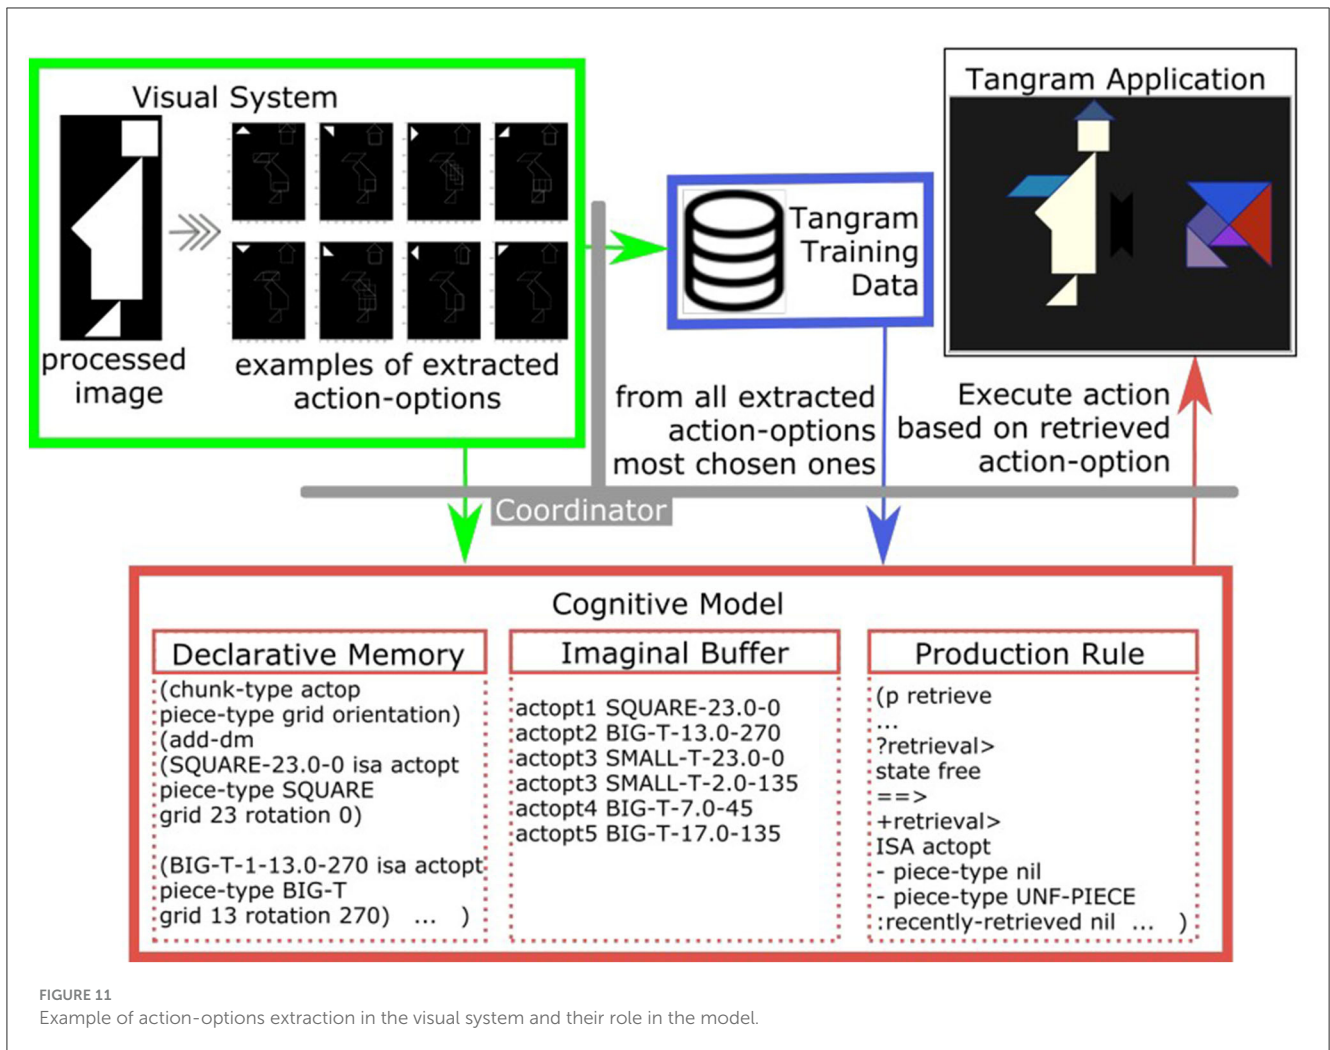 Visual System
processed
image
examples of extracted
action-options
Tangram
Training
Data
Tangram Application
from all extracted
action-options
most chosen ones
Execute action
based on retrieved
action-option
Coordinator
Cognitive Model
Declarative Memory
(chunk-type actop
piece-type grid orientation)
(add-dm
(SQUARE-23.0-0 isa actopt
piece-type SQUARE
grid 23 rotation 0)
(BIG-T-1-13.0-270 isa actopt
piece-type BIG-T
grid 13 rotation 270) ... )
Imaginal Buffer
actopt1 SQUARE-23.0-0
actopt2 BIG-T-13.0-270
actopt3 SMALL-T-23.0-0
actopt3 SMALL-T-2.0-135
actopt4 BIG-T-7.0-45
actopt5 BIG-T-17.0-135
Production Rule
(p retrieve
...
?retrieval>
state free
==>
+retrieval>
ISA actopt
- piece-type nil
- piece-type UNF-PIECE
:recently-retrieved nil ... )
FIGURE 11
Example of action-options extraction in the visual system and their role in the model.